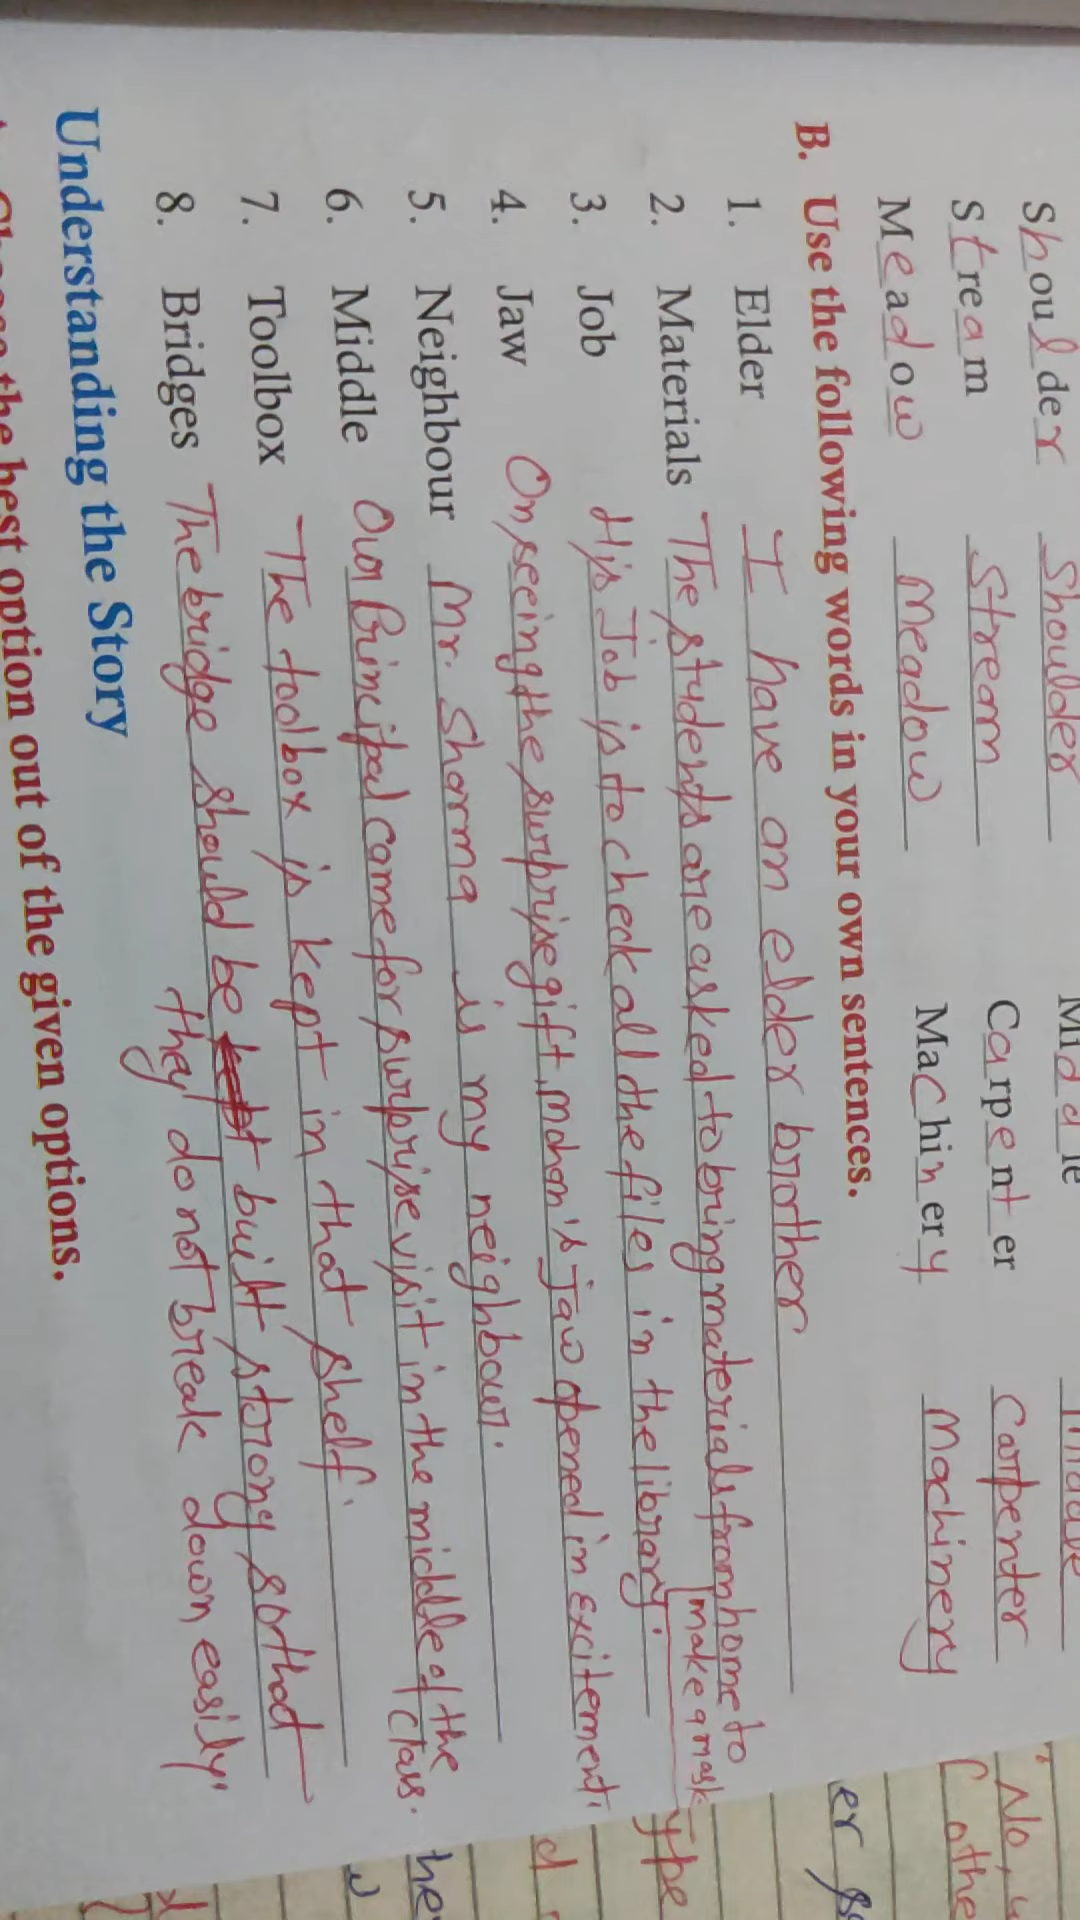 Shoulder Shoulder
Stream Stream Carpenter Carpenter
Meadow Meadow Machinery Machinery
B. Use the following words in your own sentences.
1. Elder I have an elder brother
2. Materials The students are asked to bring materials from home to
make a mask
3. Job His Job is to check all the files in the library.
4. Jaw On seeing the surprise gift, Mohan's jaw opened in excitement.
5. Neighbour Mr. Sharma is my neighbour.
6. Middle Our Principal came for surprise visit in the middle of the
class.
7. Toolbox The toolbox is kept in that shelf.
8. Bridges The bridge should be built strong so that
they do not break down easily.
Understanding the Story
the best option out of the given options.